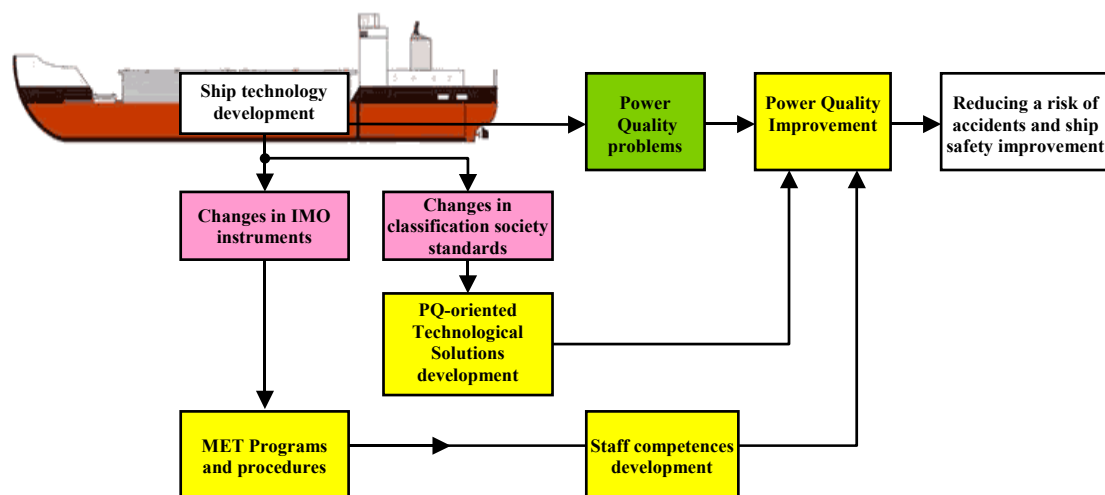 Ship technology
development
Power
Quality
problems
Power Quality
Improvement
Reducing a risk of
accidents and ship
safety improvement
Changes in IMO
instruments
Changes in
classification society
standards
PQ-oriented
Technological
Solutions
development
MET Programs
and procedures
Staff competences
development